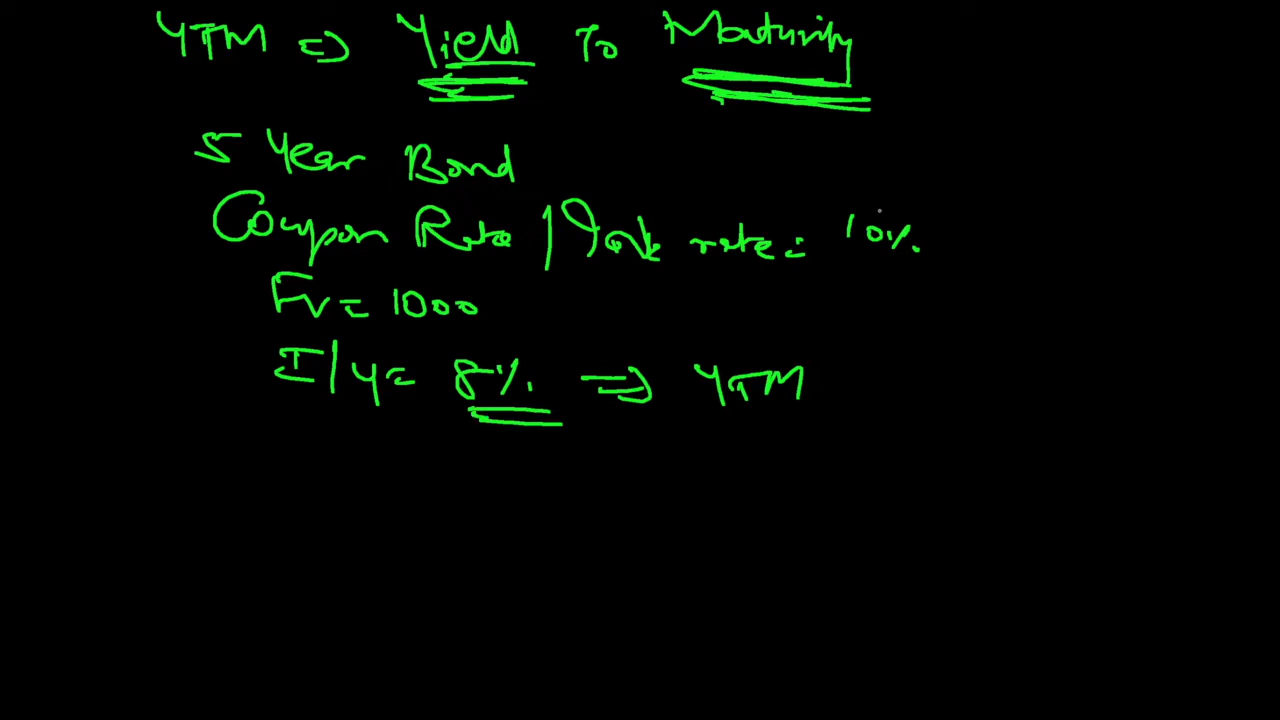 YTM ⇒ Yield To Maturity
5 Year Bond
Coupon Rate / rate = 10%.
FV = 1000
I/Y = 8% ⇒ YTM